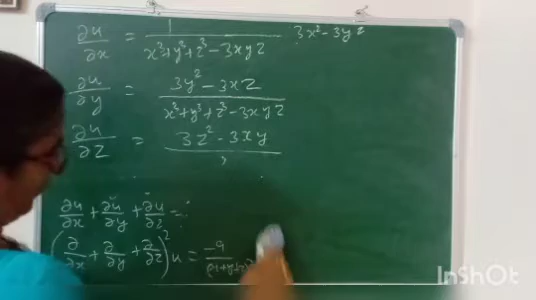 ∂u/∂x = 1/(x³+y³+z³-3xyz) 3x²-3yz
∂u/∂y = (3y²-3xz)/(x³+y³+z³-3xyz)
∂u/∂z = (3z²-3xy)/
∂u/∂x + ∂u/∂y + ∂u/∂z =
(∂/∂x + ∂/∂y + ∂/∂z)² u = -9/
InShot